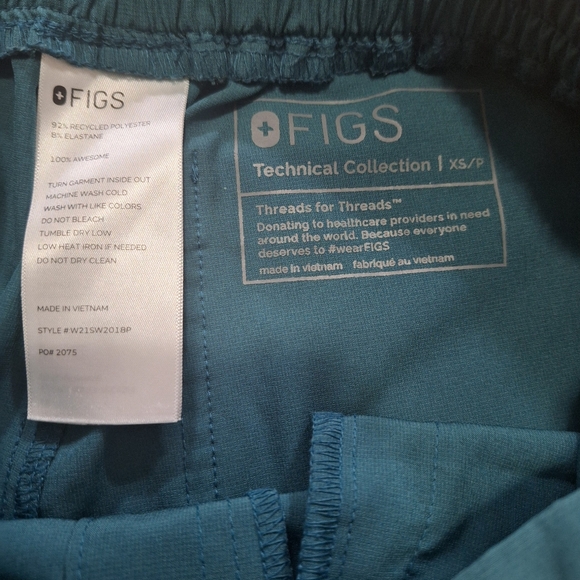 FIGS
92% RECYCLED POLYESTER
8% ELASTANE
100% AWESOME
TURN GARMENT INSIDE OUT
MACHINE WASH COLD
WASH WITH LIKE COLORS
DO NOT BLEACH
TUMBLE DRY LOW
LOW HEAT IRON IF NEEDED
DO NOT DRY CLEAN
MADE IN VIETNAM
STYLE # W21SW2018P
PO# 2075
FIGS
Technical Collection | XS/P
Threads for Threads™
Donating to healthcare providers in need
around the world. Because everyone
deserves to #wearFIGS
made in vietnam fabriqué au vietnam